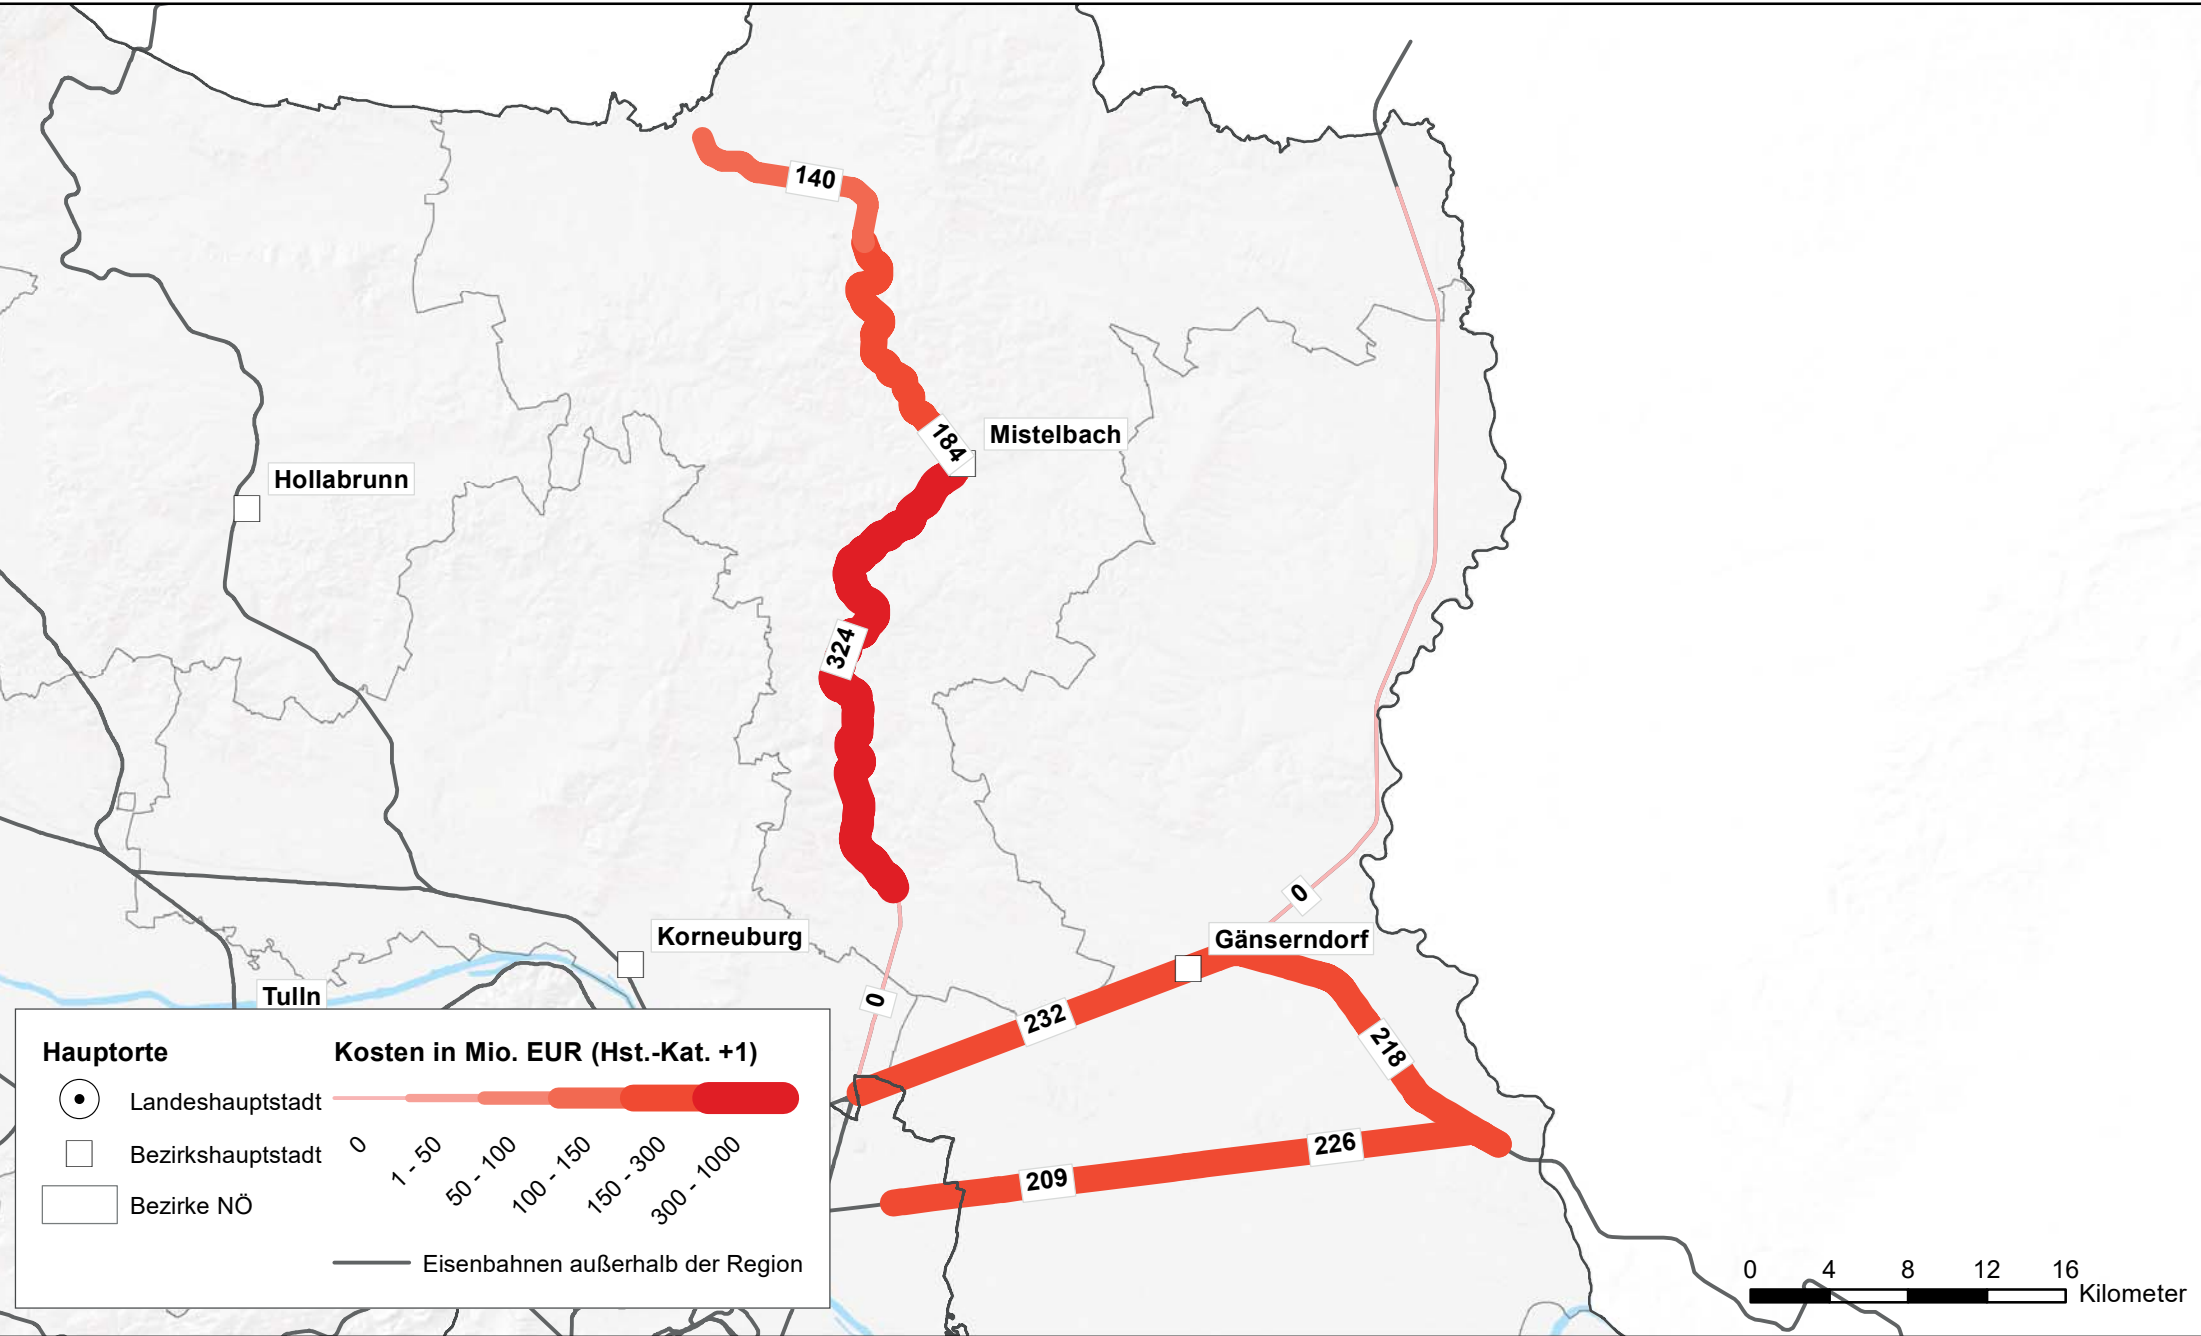 140
184
Mistelbach
Hollabrunn
324
0
Korneuburg
Gänserndorf
Tulln
0
232
218
226
209
Hauptorte
Landeshauptstadt
Bezirkshauptstadt
Bezirke NÖ
Kosten in Mio. EUR (Hst.-Kat. +1)
0
1 - 50
50 - 100
100 - 150
150 - 300
300 - 1000
Eisenbahnen außerhalb der Region
0 4 8 12 16
Kilometer